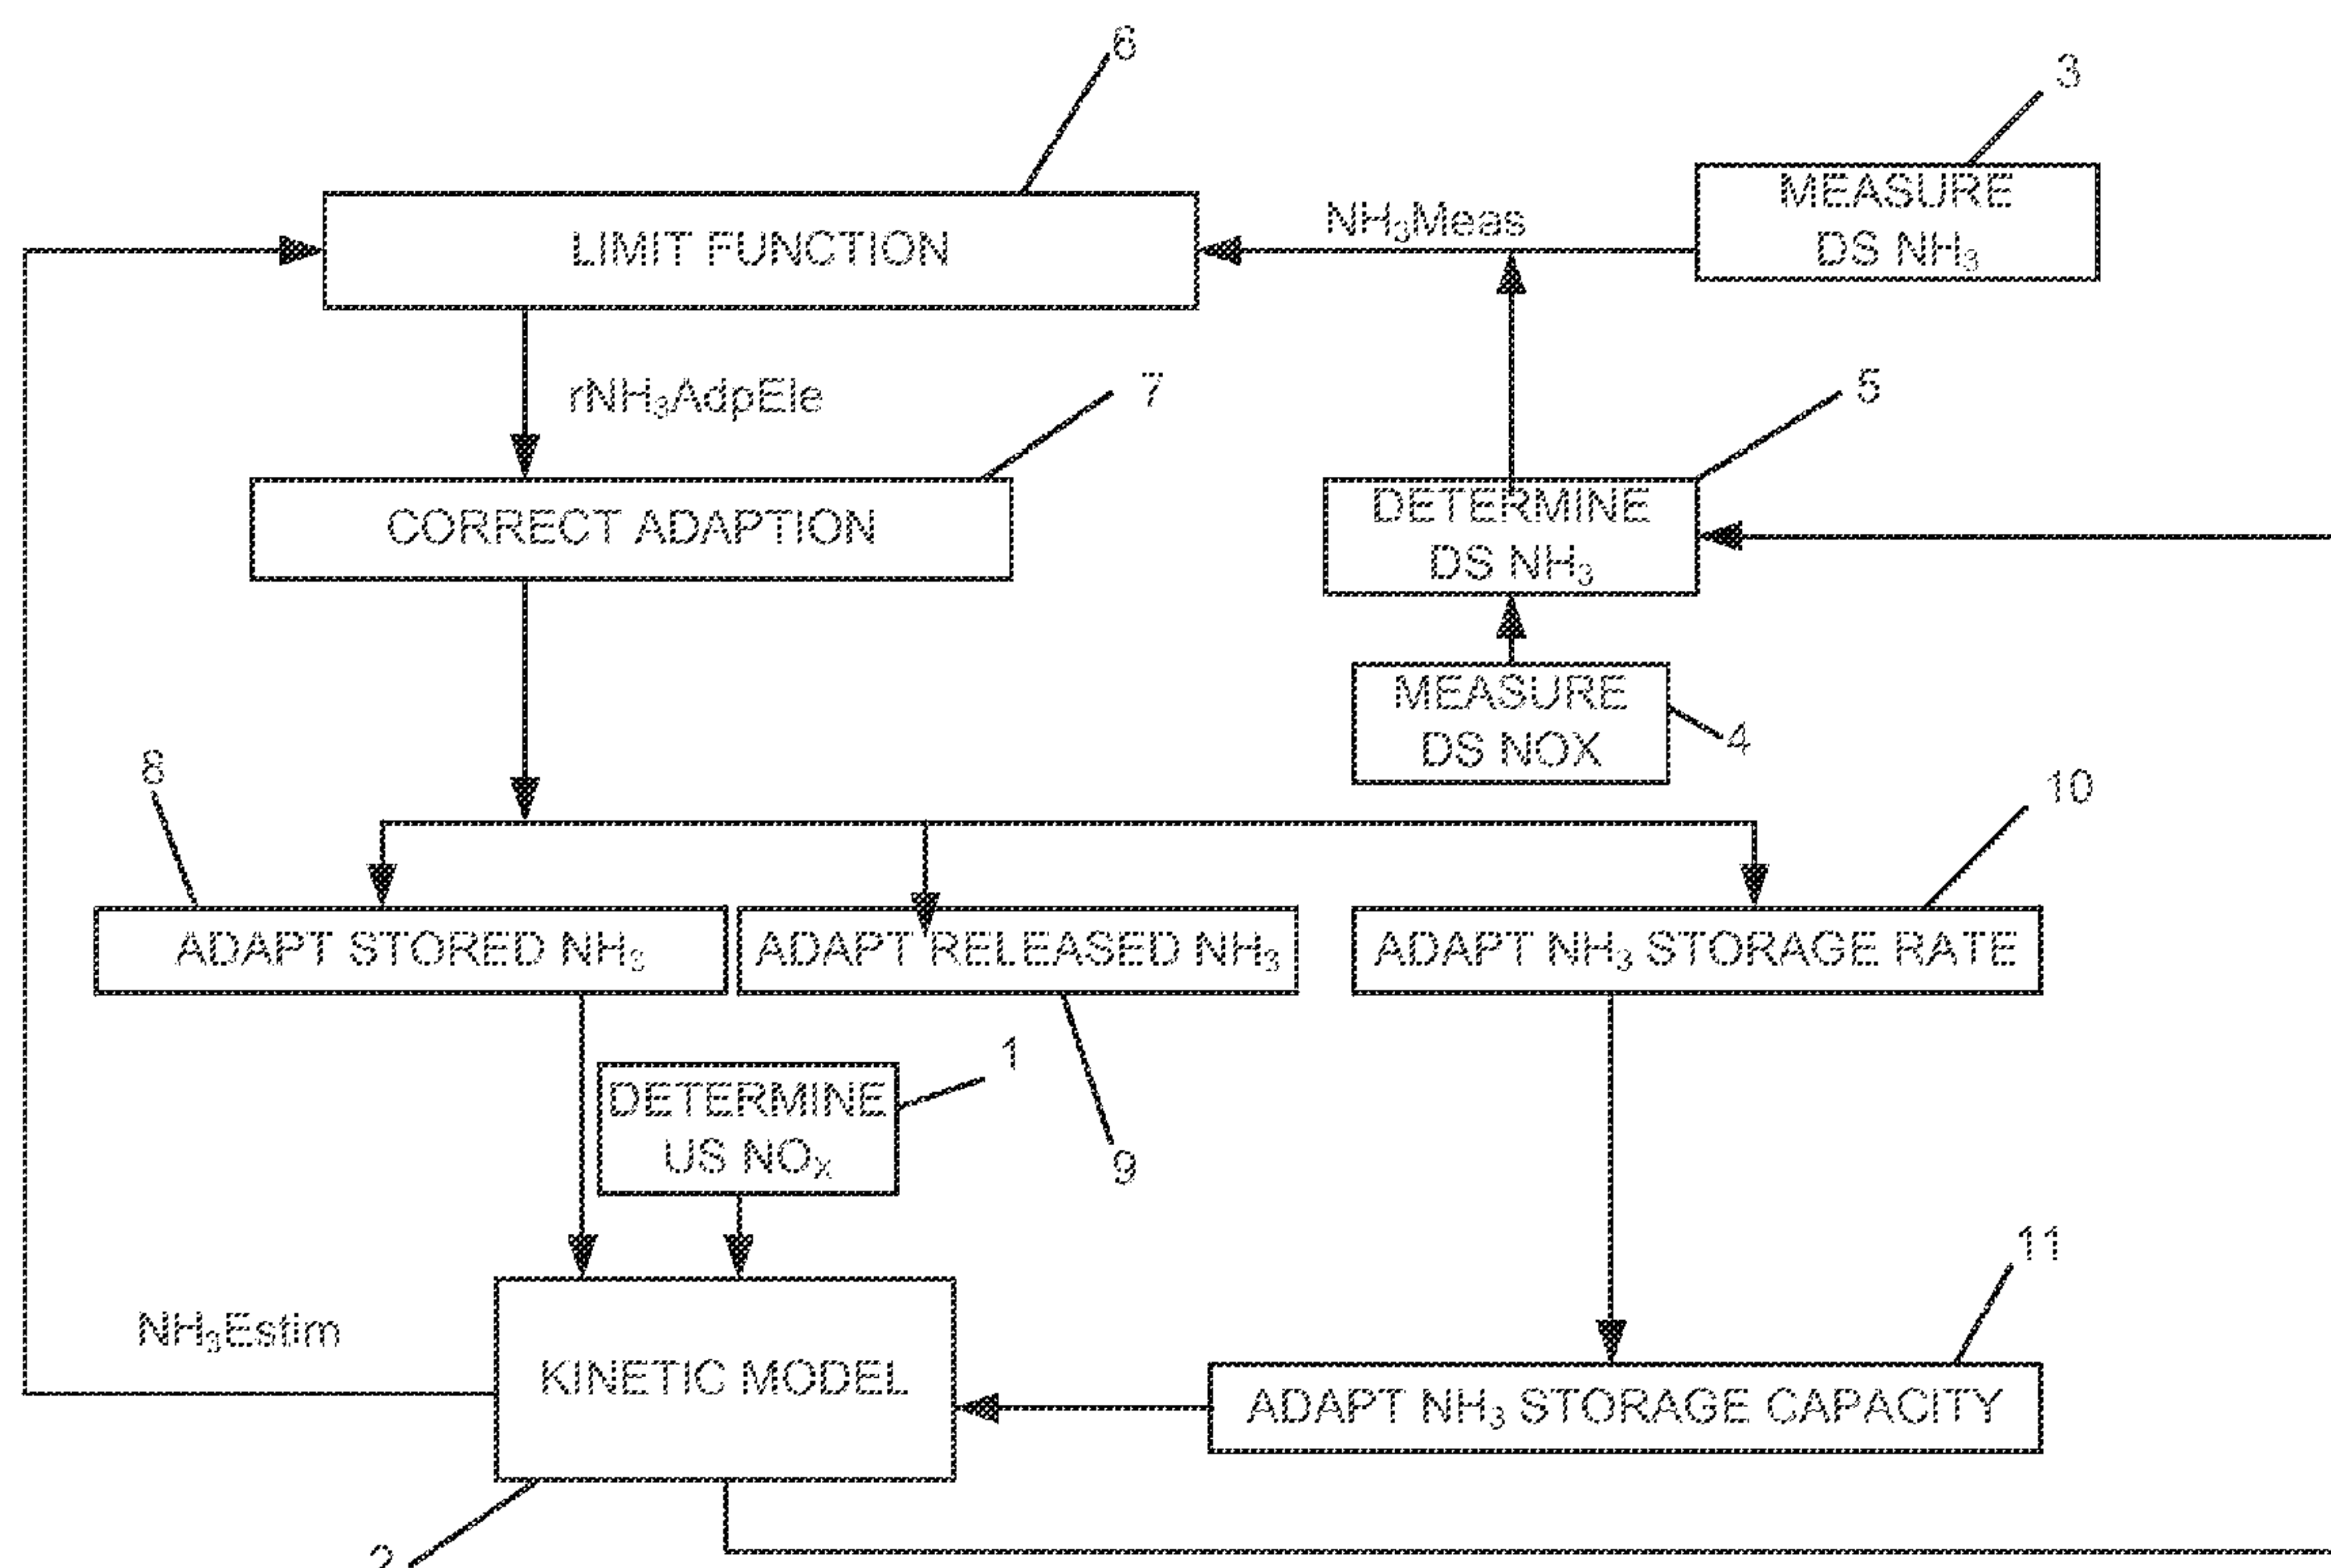 6
3
MEASURE
DS NH₃
NH₃Meas
LIMIT FUNCTION
rNH₃AdpEle
7
5
CORRECT ADAPTION
DETERMINE
DS NH₃
MEASURE
DS NOX
4
8
10
ADAPT STORED NH₃
ADAPT RELEASED NH₃
ADAPT NH₃ STORAGE RATE
1
DETERMINE
US NOₓ
9
11
NH₃Estim
KINETIC MODEL
ADAPT NH₃ STORAGE CAPACITY
2